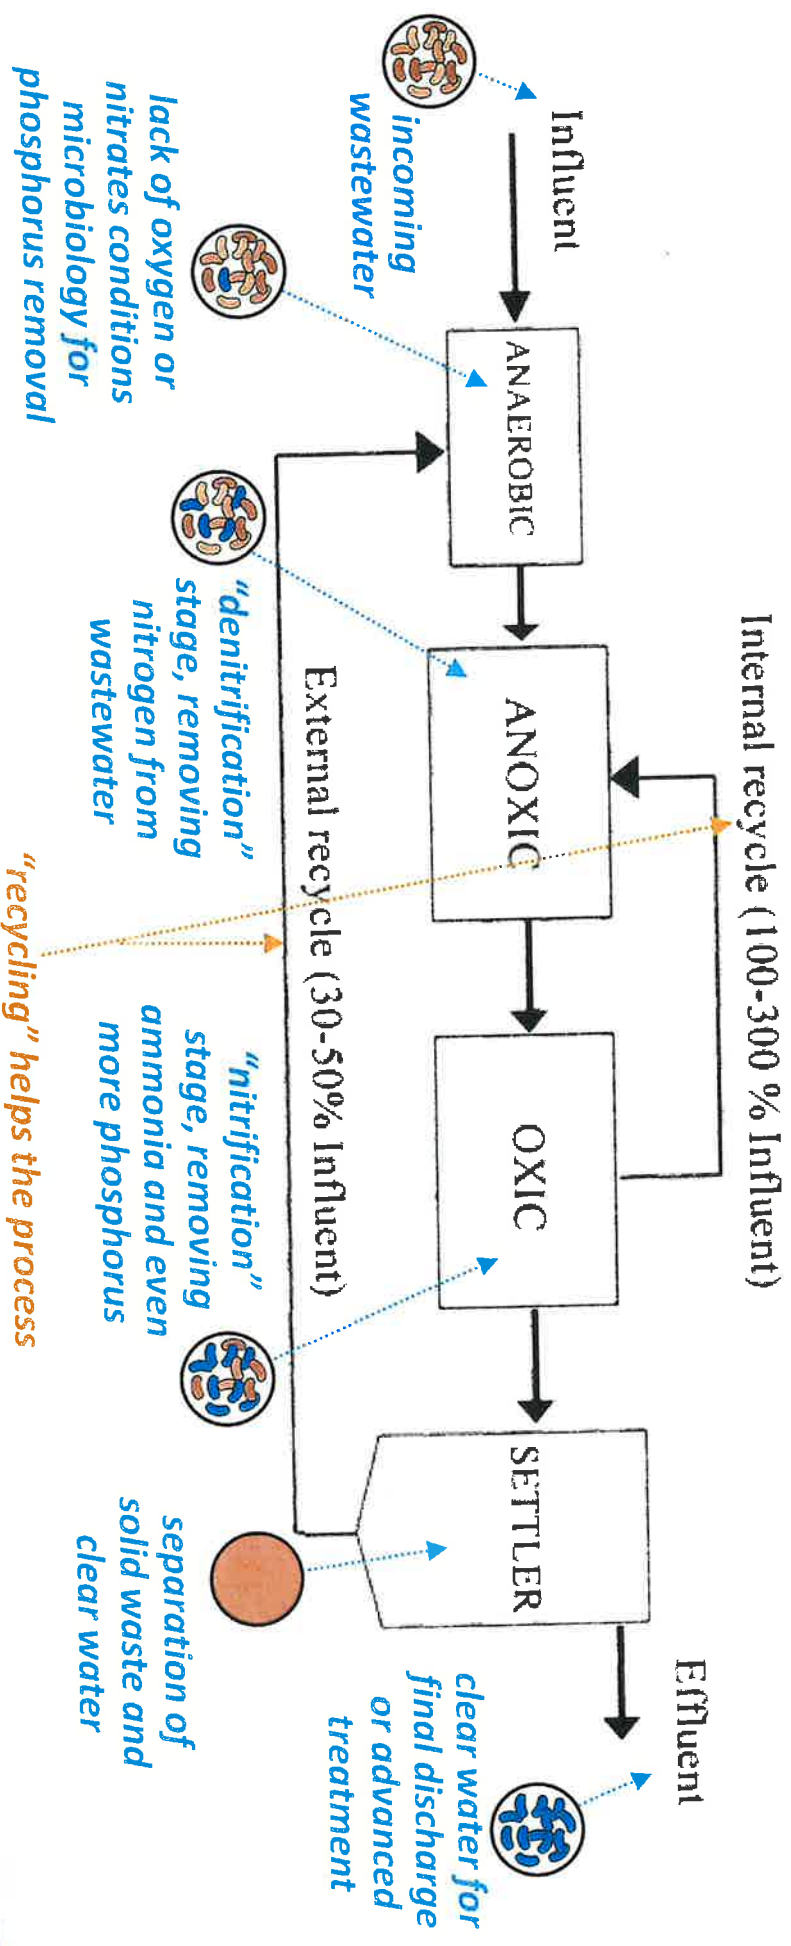 Internal recycle (100-300 % Influent)
Influent
ANAEROBIC
ANOXIC
OXIC
SETTLER
Effluent
External recycle (30-50% Influent)
incoming
wastewater
lack of oxygen or
nitrates conditions
microbiology for
phosphorus removal
"denitrification"
stage, removing
nitrogen from
wastewater
"nitrification"
stage, removing
ammonia and even
more phosphorus
separation of
solid waste and
clear water
clear water for
final discharge
or advanced
treatment
"recycling" helps the process